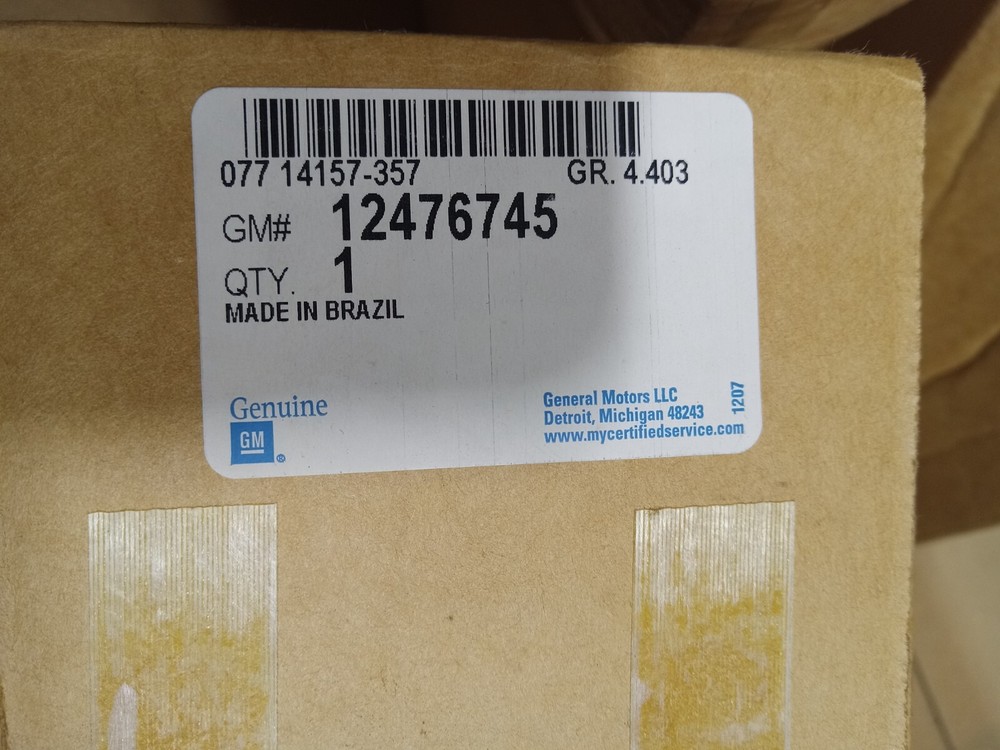 077 14157-357 GR. 4.403
GM# 12476745
QTY. 1
MADE IN BRAZIL
Genuine
GM®
General Motors LLC
Detroit, Michigan 48243
www.mycertifiedservice.com
1207